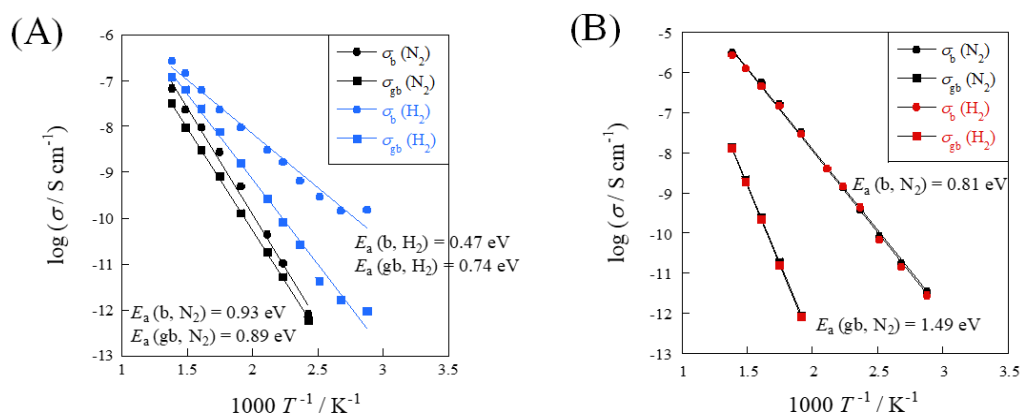 (A)
log (σ / S cm⁻¹)
-6
-7
-8
-9
-10
-11
-12
-13
σb (N₂)
σgb (N₂)
σb (H₂)
σgb (H₂)
Ea (b, H₂) = 0.47 eV
Ea (gb, H₂) = 0.74 eV
Ea (b, N₂) = 0.93 eV
Ea (gb, N₂) = 0.89 eV
1 1.5 2 2.5 3 3.5
1000 T⁻¹ / K⁻¹
(B)
log (σ / S cm⁻¹)
-5
-6
-7
-8
-9
-10
-11
-12
-13
σb (N₂)
σgb (N₂)
σb (H₂)
σgb (H₂)
Ea (b, N₂) = 0.81 eV
Ea (gb, N₂) = 1.49 eV
1 1.5 2 2.5 3 3.5
1000 T⁻¹ / K⁻¹